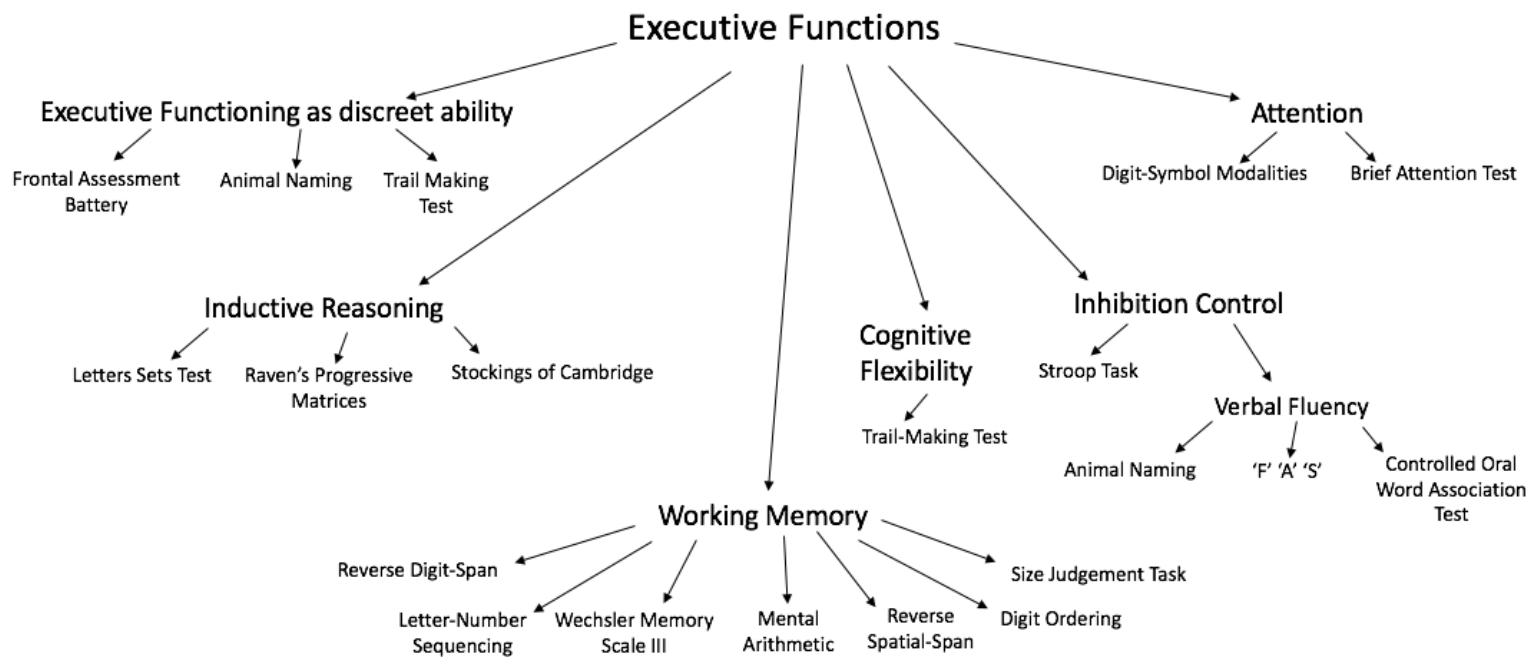 Executive Functions
Executive Functioning as discreet ability
Attention
Frontal Assessment
Battery
Animal Naming
Trail Making
Test
Digit-Symbol Modalities
Brief Attention Test
Inductive Reasoning
Letters Sets Test
Raven's Progressive
Matrices
Stockings of Cambridge
Cognitive
Flexibility
Trail-Making Test
Inhibition Control
Stroop Task
Verbal Fluency
Animal Naming
‘F’ ‘A’ ‘S’
Controlled Oral
Word Association
Test
Working Memory
Reverse Digit-Span
Letter-Number
Sequencing
Wechsler Memory
Scale III
Mental
Arithmetic
Reverse
Spatial-Span
Digit Ordering
Size Judgement Task